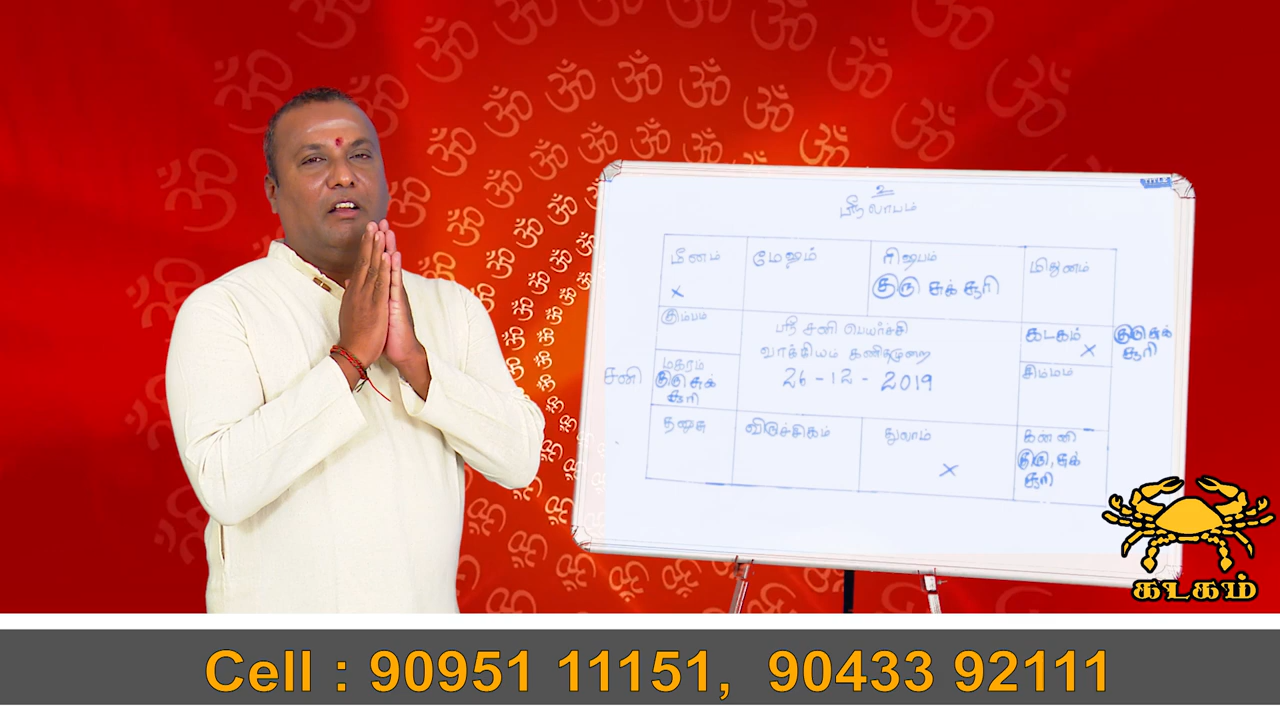 TITLE
உ
ஸ்ரீ லாபம்
மீனம் மேஷம் ரிஷபம் மிதுனம்
x குரு சுக் சூரி
கும்பம் ஸ்ரீ சனி பெயர்ச்சி கடகம் x குரு சுக்
சூரி
வாக்கியம் கணிதமுறை
சனி மகரம் 26-12-2019 சிம்மம்
குரு சுக்
சூரி
தனுசு விருச்சிகம் துலாம் கன்னி
x குரு, சுக்
சூரி
கடகம்
Cell : 90951 11151, 90433 92111